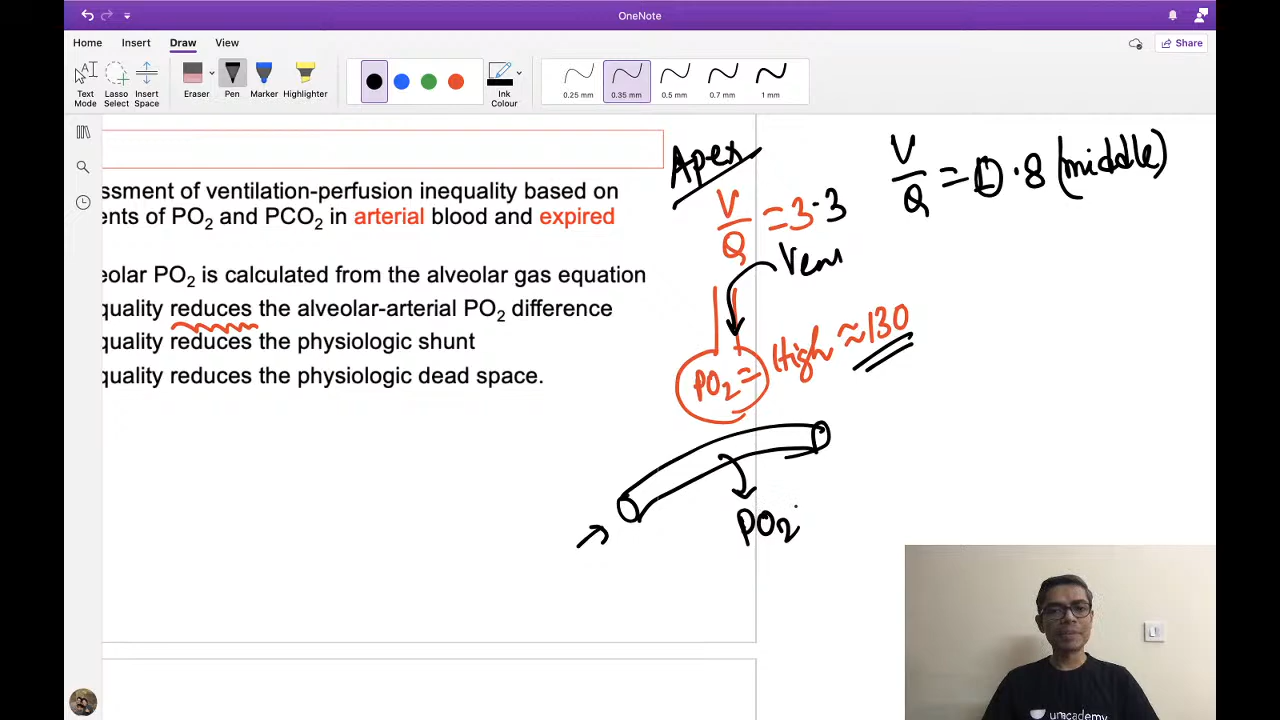 OneNote
Home Insert Draw View
Share
Text Mode
Lasso Select
Insert Space
Eraser
Pen
Marker
Highlighter
Ink Colour
0.25 mm
0.35 mm
0.5 mm
0.7 mm
1 mm
ssment of ventilation-perfusion inequality based on
ents of PO2 and PCO2 in arterial blood and expired
eolar PO2 is calculated from the alveolar gas equation
quality reduces the alveolar-arterial PO2 difference
quality reduces the physiologic shunt
quality reduces the physiologic dead space.
Apex
V/Q = 3.3
V/Q = 0.8 (middle)
PO2 = High ≈130
PO2
unacademy